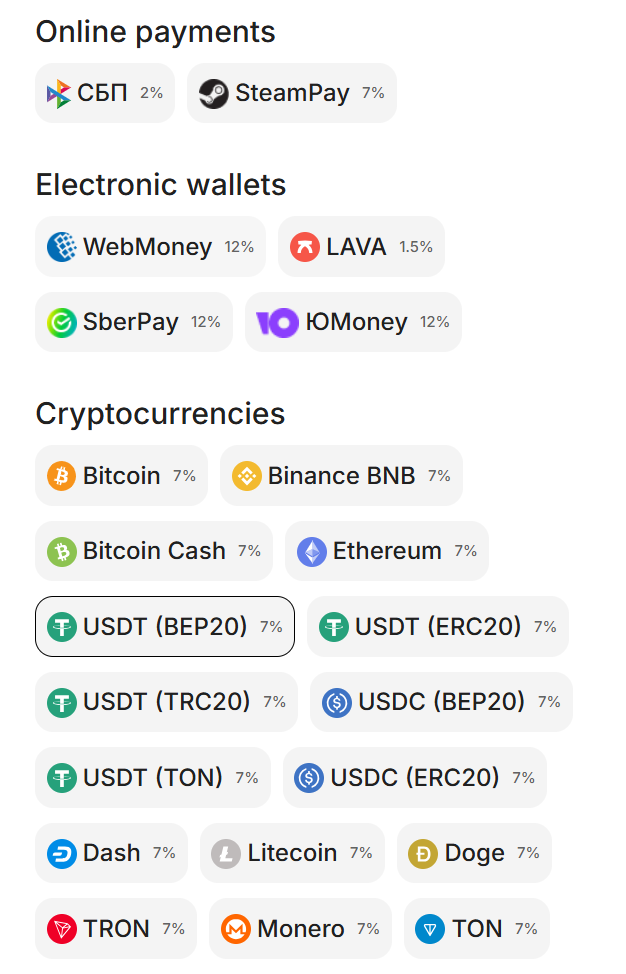 Online payments
СБП 2% SteamPay 7%
Electronic wallets
WebMoney 12% LAVA 1.5%
SberPay 12% ЮMoney 12%
Cryptocurrencies
Bitcoin 7% Binance BNB 7%
Bitcoin Cash 7% Ethereum 7%
USDT (BEP20) 7% USDT (ERC20) 7%
USDT (TRC20) 7% USDC (BEP20) 7%
USDT (TON) 7% USDC (ERC20) 7%
Dash 7% Litecoin 7% Doge 7%
TRON 7% Monero 7% TON 7%